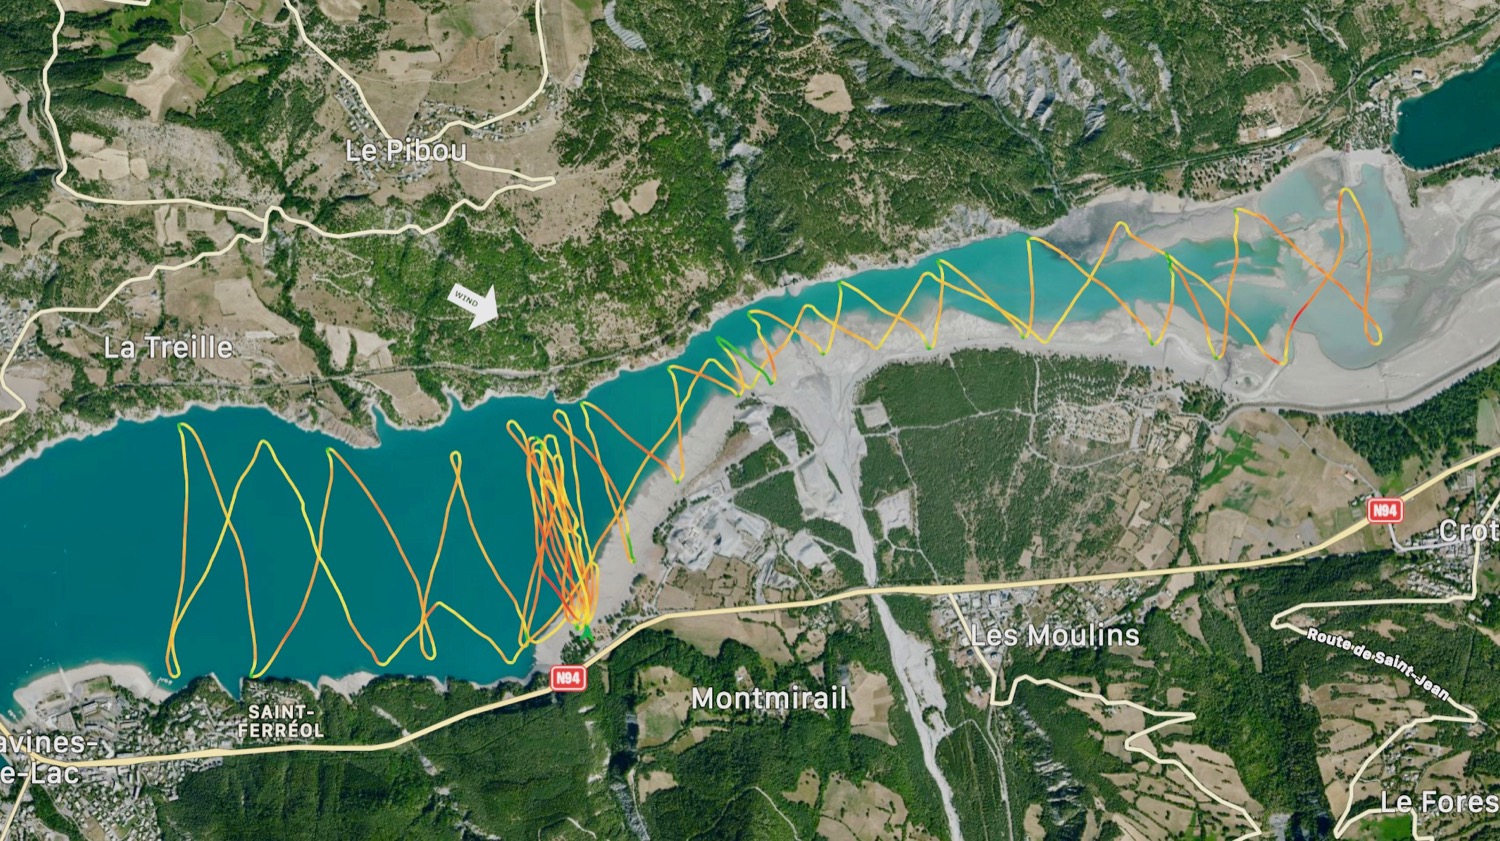 Le Pibou
WIND
La Treille
N94
Crot
Les Moulins
Route de Saint-Jean
N94
Montmirail
SAINT-
FERRÉOL
avines-
e-Lac
Le Fores